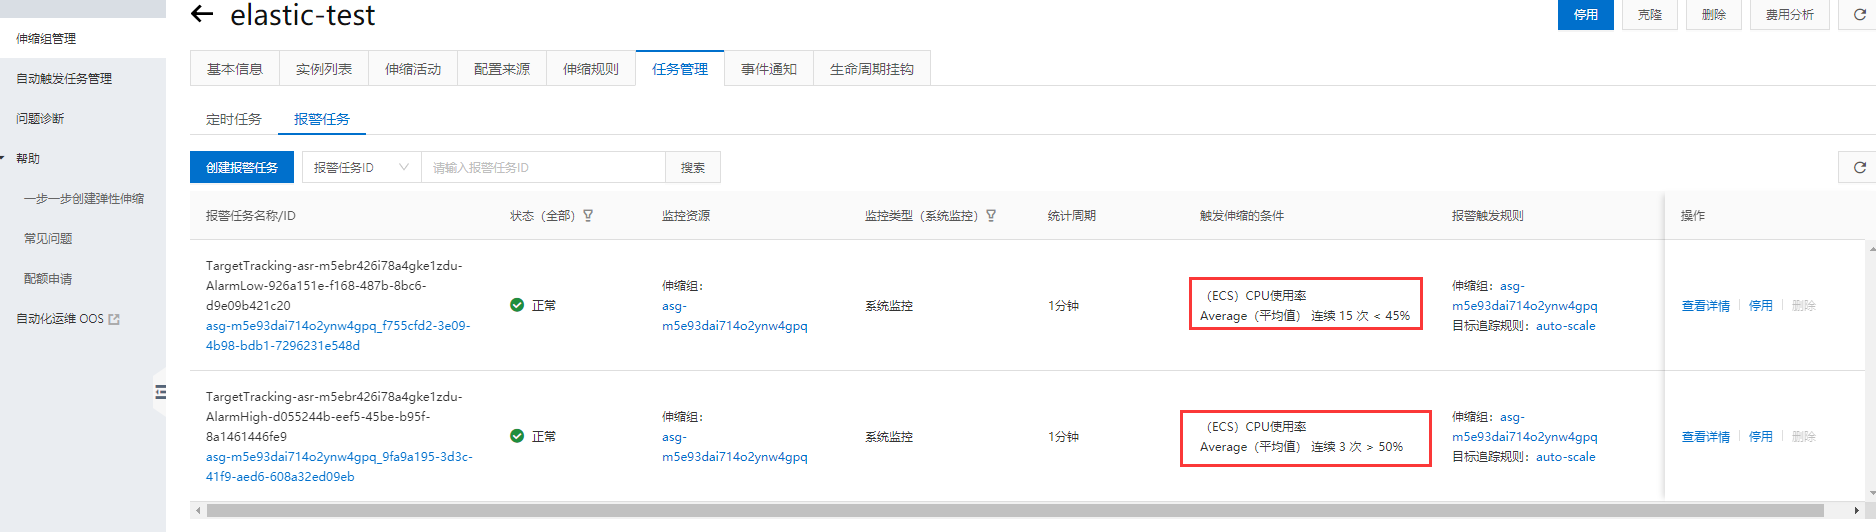 elastic-test
停用
克隆
删除
费用分析
伸缩组管理
自动触发任务管理
问题诊断
帮助
一步一步创建弹性伸缩
常见问题
配额申请
自动化运维 OOS
基本信息
实例列表
伸缩活动
配置来源
伸缩规则
任务管理
事件通知
生命周期挂钩
定时任务
报警任务
创建报警任务
报警任务ID
请输入报警任务ID
搜索
报警任务名称/ID
状态（全部）
监控资源
监控类型（系统监控）
统计周期
触发伸缩的条件
报警触发规则
操作
TargetTracking-asr-m5ebr426i78a4gke1zdu-
AlarmLow-926a151e-f168-487b-8bc6-
d9e09b421c20
asg-m5e93dai714o2ynw4gpq_f755cfd2-3e09-
4b98-bdb1-7296231e548d
正常
伸缩组：
asg-
m5e93dai714o2ynw4gpq
系统监控
1分钟
（ECS）CPU使用率
Average（平均值） 连续 15 次 < 45%
伸缩组：asg-
m5e93dai714o2ynw4gpq
目标追踪规则：auto-scale
查看详情
停用
删除
TargetTracking-asr-m5ebr426i78a4gke1zdu-
AlarmHigh-d055244b-eef5-45be-b95f-
8a1461446fe9
asg-m5e93dai714o2ynw4gpq_9fa9a195-3d3c-
41f9-aed6-608a32ed09eb
正常
伸缩组：
asg-
m5e93dai714o2ynw4gpq
系统监控
1分钟
（ECS）CPU使用率
Average（平均值） 连续 3 次 > 50%
伸缩组：asg-
m5e93dai714o2ynw4gpq
目标追踪规则：auto-scale
查看详情
停用
删除